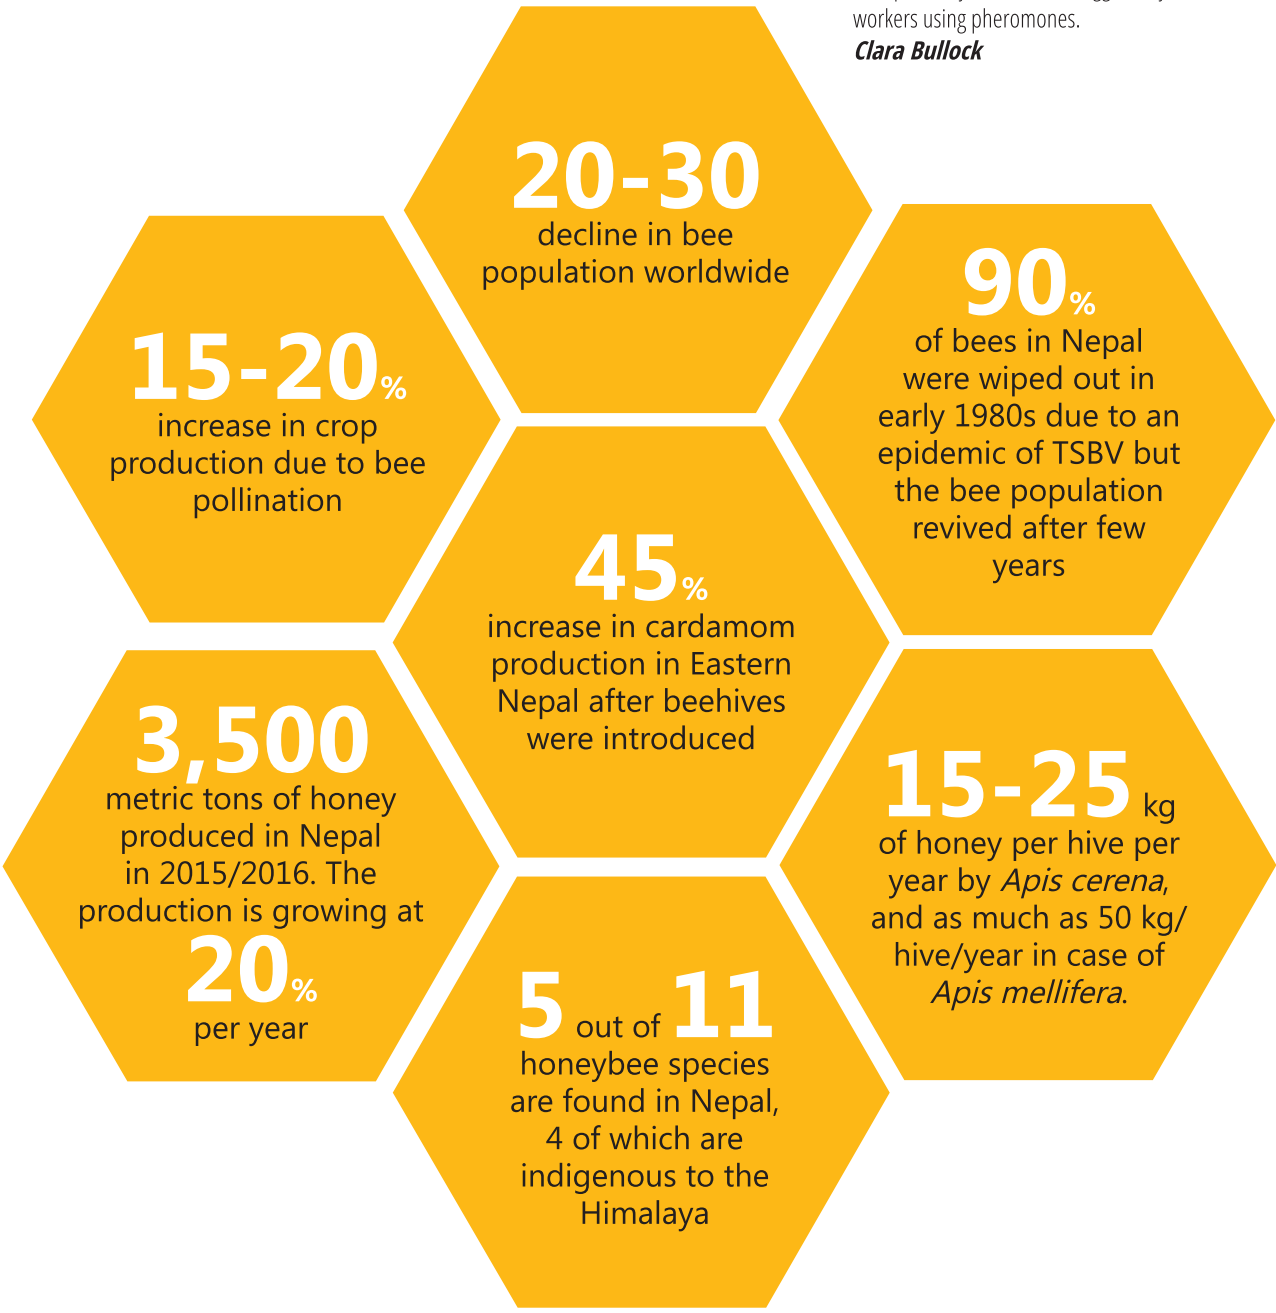 workers using pheromones.
Clara Bullock
20-30
decline in bee
population worldwide
15-20%
increase in crop
production due to bee
pollination
90%
of bees in Nepal
were wiped out in
early 1980s due to an
epidemic of TSBV but
the bee population
revived after few
years
45%
increase in cardamom
production in Eastern
Nepal after beehives
were introduced
3,500
metric tons of honey
produced in Nepal
in 2015/2016. The
production is growing at
20%
per year
15-25 kg
of honey per hive per
year by Apis cerena,
and as much as 50 kg/
hive/year in case of
Apis mellifera.
5 out of 11
honeybee species
are found in Nepal,
4 of which are
indigenous to the
Himalaya